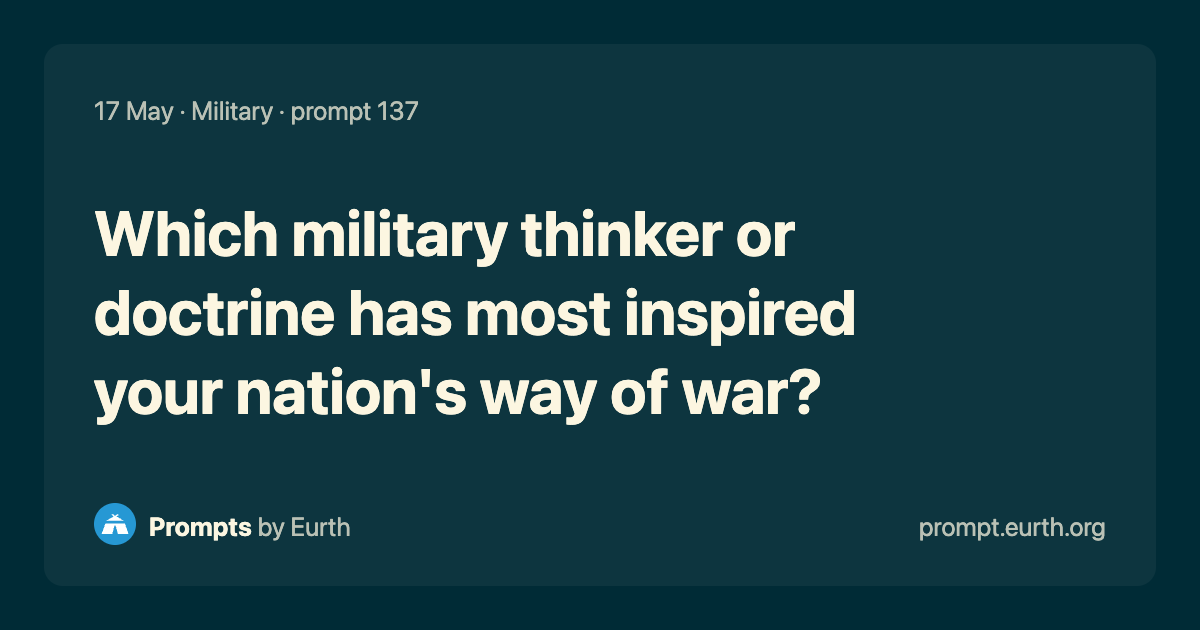 17 May · Military · prompt 137
Which military thinker or
doctrine has most inspired
your nation's way of war?
Prompts by Eurth
prompt.eurth.org